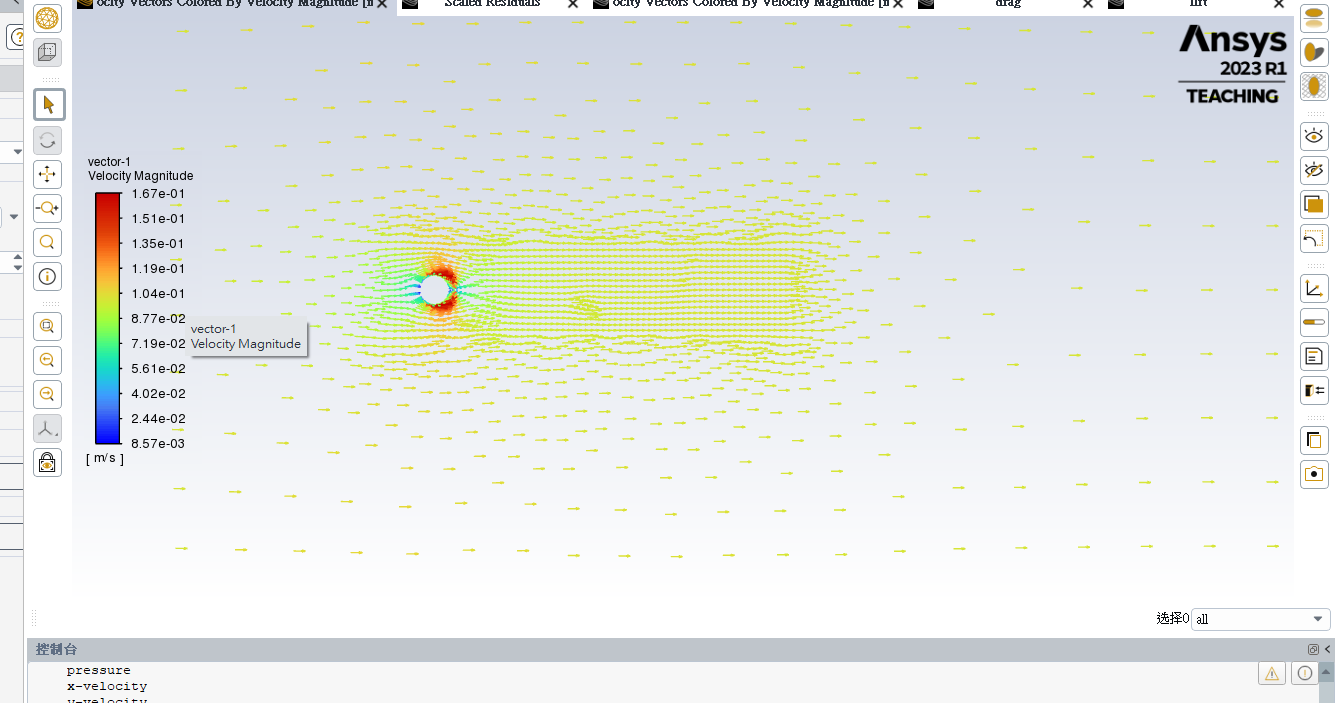 ocity Vectors Colored By Velocity Magnitude [m
Scaled Residuals
ocity Vectors Colored By Velocity Magnitude [m
drag
lift
Ansys
2023 R1
TEACHING
vector-1
Velocity Magnitude
1.67e-01
1.51e-01
1.35e-01
1.19e-01
1.04e-01
8.77e-02
7.19e-02
5.61e-02
4.02e-02
2.44e-02
8.57e-03
[ m/s ]
vector-1
Velocity Magnitude
选择0
all
控制台
pressure
x-velocity
y-velocity